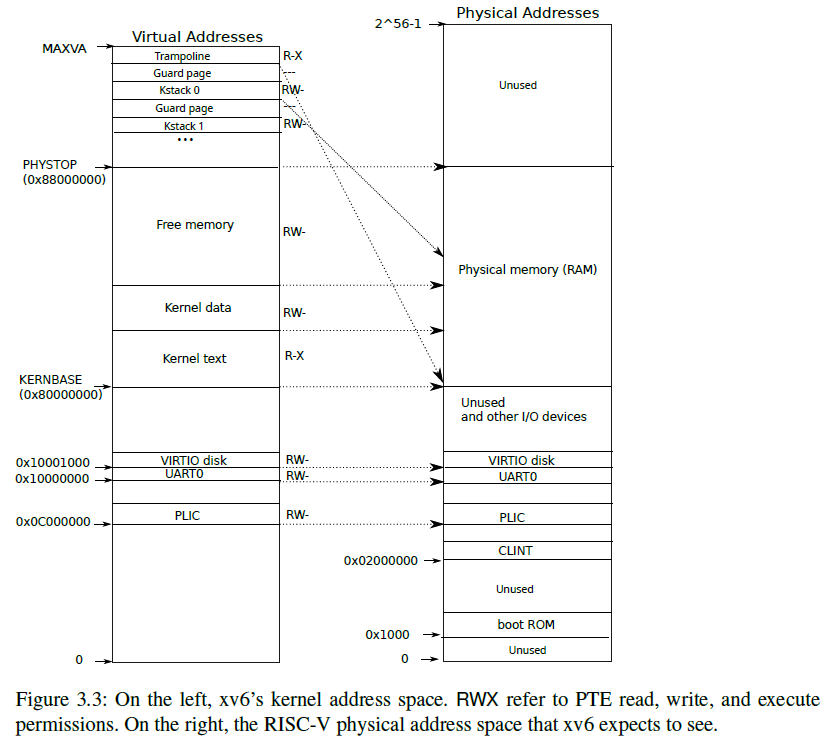 Virtual Addresses
MAXVA
Trampoline
R-X
Guard page
---
Kstack 0
RW-
Guard page
---
Kstack 1
RW-
...
PHYSTOP
(0x88000000)
Free memory
RW-
Kernel data
RW-
Kernel text
R-X
KERNBASE
(0x80000000)
0x10001000
VIRTIO disk
RW-
0x10000000
UART0
RW-
0x0C000000
PLIC
RW-
0
Physical Addresses
2^56-1
Unused
Physical memory (RAM)
Unused
and other I/O devices
VIRTIO disk
UART0
PLIC
CLINT
0x02000000
Unused
boot ROM
0x1000
Unused
0
Figure 3.3: On the left, xv6's kernel address space. RWX refer to PTE read, write, and execute
permissions. On the right, the RISC-V physical address space that xv6 expects to see.